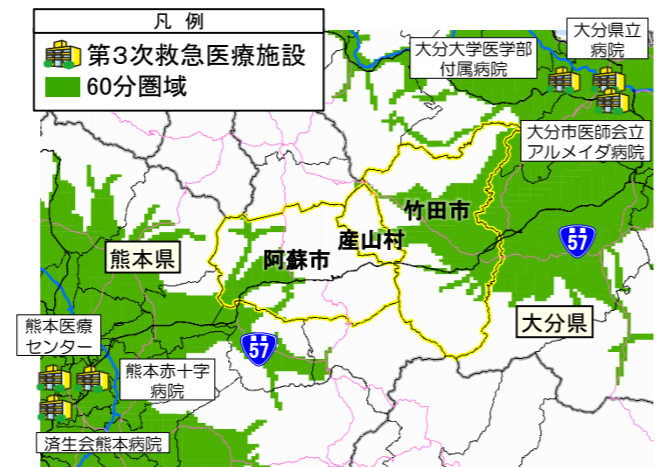 凡 例
第3次救急医療施設
60分圏域
大分県立
病院
大分大学医学部
付属病院
大分市医師会立
アルメイダ病院
竹田市
国道
57
産山村
阿蘇市
熊本県
大分県
国道
57
熊本医療
センター
熊本赤十字
病院
済生会熊本病院